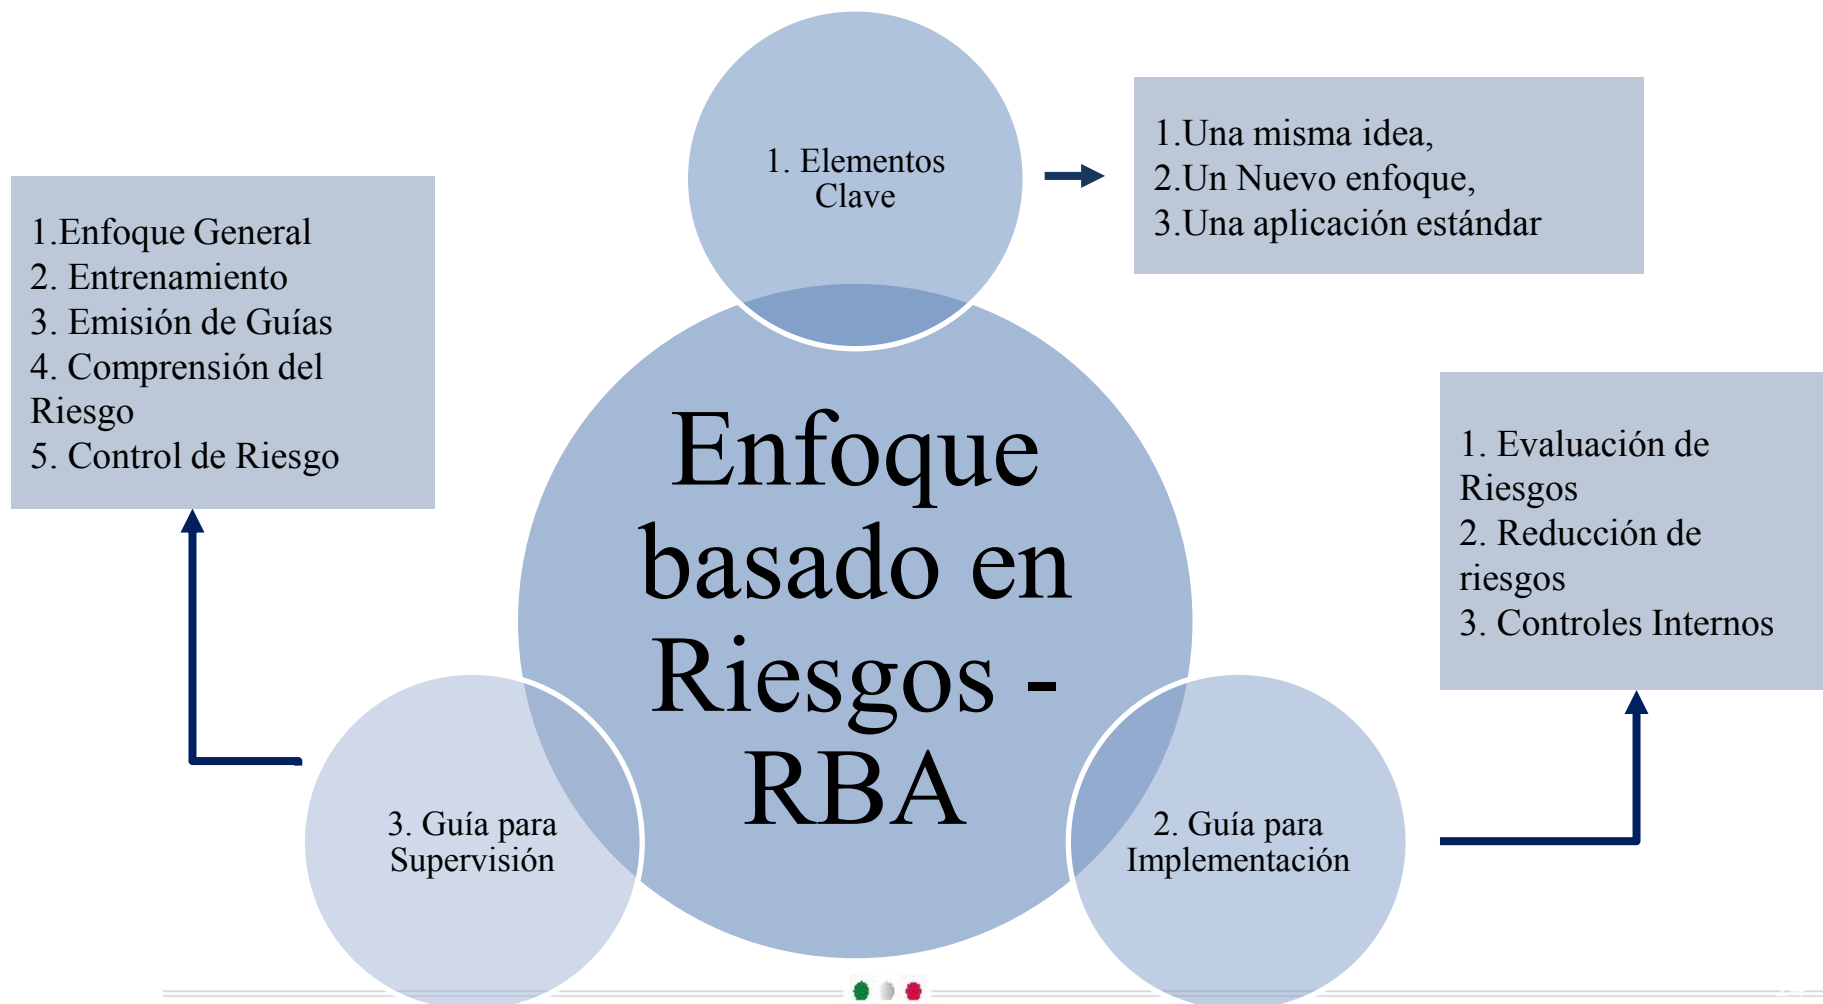 1. Elementos
Clave
1.Una misma idea,
2.Un Nuevo enfoque,
3.Una aplicación estándar
1.Enfoque General
2. Entrenamiento
3. Emisión de Guías
4. Comprensión del
Riesgo
5. Control de Riesgo
Enfoque
basado en
Riesgos -
RBA
1. Evaluación de
Riesgos
2. Reducción de
riesgos
3. Controles Internos
3. Guía para
Supervisión
2. Guía para
Implementación